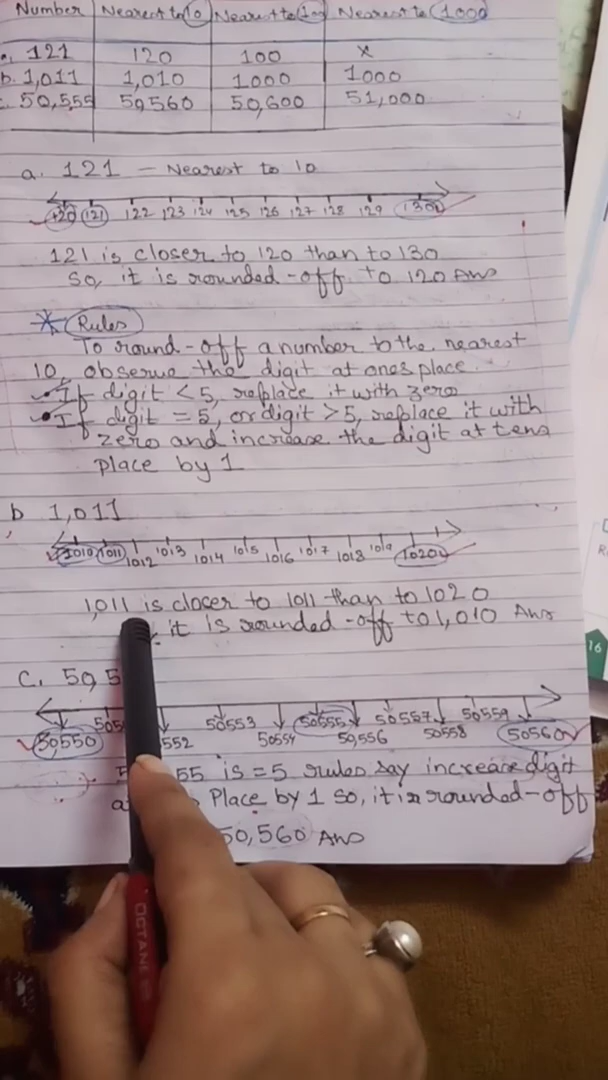 Number Nearest to 10 Nearest to 100 Nearest to 1000
a. 121 120 100 x
b. 1,011 1,010 1000 1000
c. 50,555 50,560 50,600 51,000
a. 121 – Nearest to 10
120 121 122 123 124 125 126 127 128 129 130
121 is closer to 120 than to 130
So, it is rounded-off to 120 Ans
* Rules
To round-off a number to the nearest
10, observe the digit at ones place.
• If digit < 5, replace it with zero
• If digit = 5, or digit > 5, replace it with
zero and increase the digit at tens
place by 1
b 1,011
1010 1011 1012 1013 1014 1015 1016 1017 1018 1019 1020
1,011 is closer to 1011 than to 1020
it is rounded-off to 1,010 Ans
c. 50,5
50,550 552 50553 50554 50555 50,556 50557 50558 50559 50560
55 is = 5 rules say increase digit
Place by 1 So, it is rounded-off
50,560 Ans
OCTANE
16